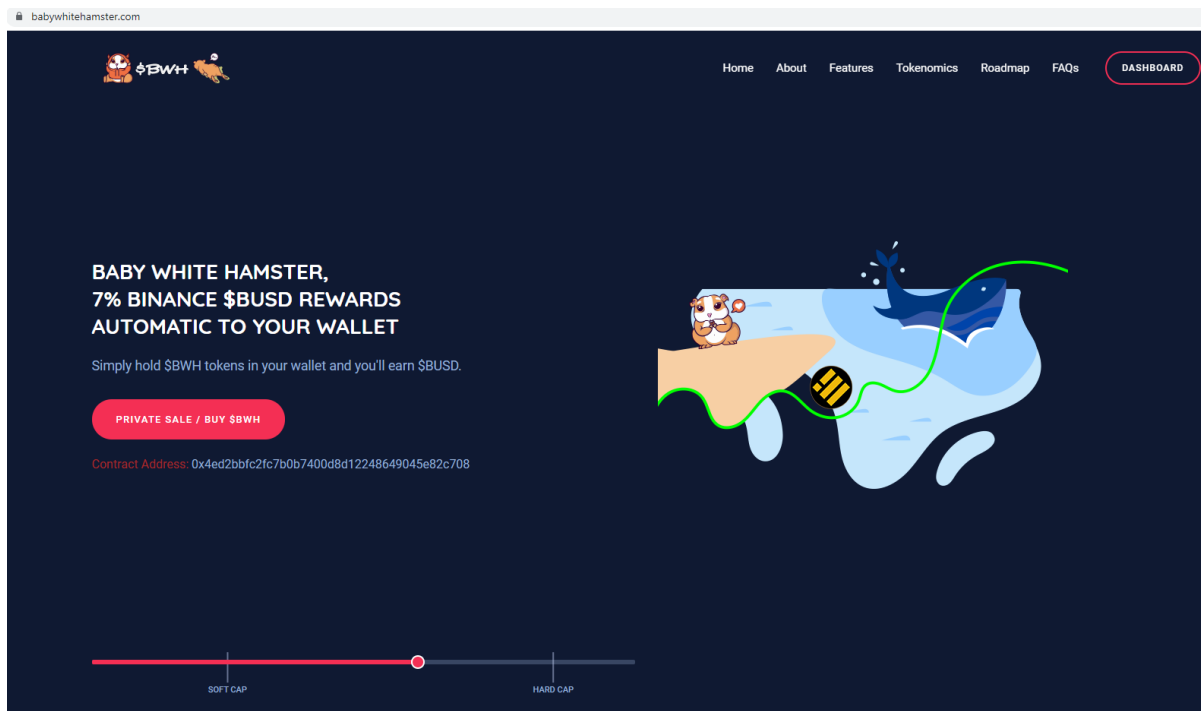 babywhitehamster.com
$BWH
Home About Features Tokenomics Roadmap FAQs DASHBOARD
BABY WHITE HAMSTER,
7% BINANCE $BUSD REWARDS
AUTOMATIC TO YOUR WALLET
Simply hold $BWH tokens in your wallet and you'll earn $BUSD.
PRIVATE SALE / BUY $BWH
Contract Address: 0x4ed2bbfc2fc7b0b7400d8d12248649045e82c708
SOFT CAP HARD CAP